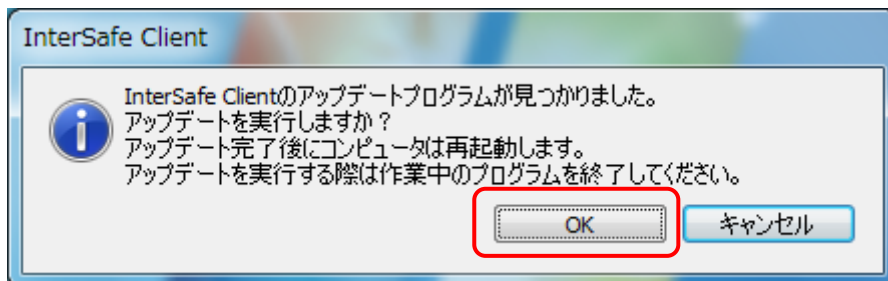 InterSafe Client
InterSafe Clientのアップデートプログラムが見つかりました。
アップデートを実行しますか？
アップデート完了後にコンピュータは再起動します。
アップデートを実行する際は作業中のプログラムを終了してください。
OK
キャンセル